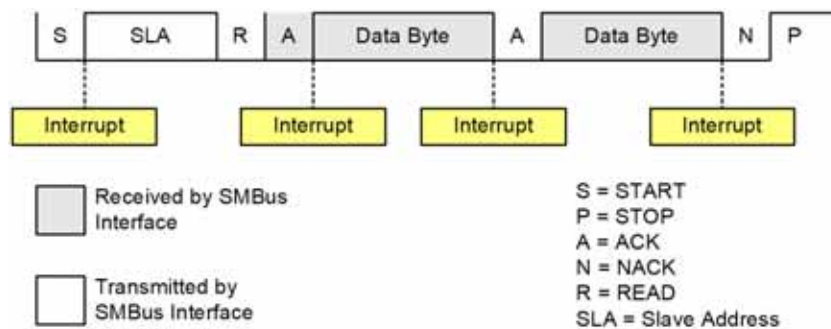 S SLA R A Data Byte A Data Byte N P
Interrupt Interrupt Interrupt Interrupt
Received by SMBus
Interface
Transmitted by
SMBus Interface
S = START
P = STOP
A = ACK
N = NACK
R = READ
SLA = Slave Address